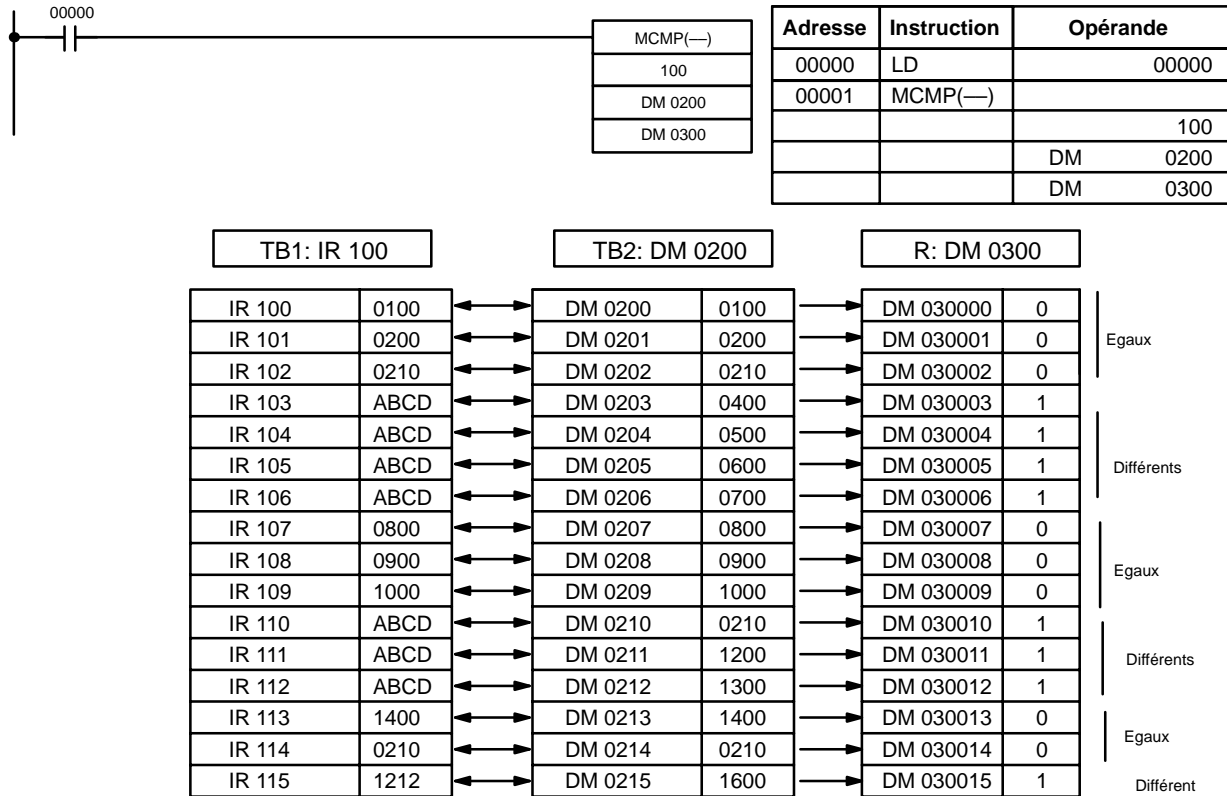 00000
MCMP(––)
100
DM 0200
DM 0300
Adresse Instruction Opérande
00000 LD 00000
00001 MCMP(––)
100
DM 0200
DM 0300
TB1: IR 100 TB2: DM 0200 R: DM 0300
IR 100 0100 DM 0200 0100 DM 030000 0
IR 101 0200 DM 0201 0200 DM 030001 0 Egaux
IR 102 0210 DM 0202 0210 DM 030002 0
IR 103 ABCD DM 0203 0400 DM 030003 1
IR 104 ABCD DM 0204 0500 DM 030004 1
IR 105 ABCD DM 0205 0600 DM 030005 1 Différents
IR 106 ABCD DM 0206 0700 DM 030006 1
IR 107 0800 DM 0207 0800 DM 030007 0
IR 108 0900 DM 0208 0900 DM 030008 0 Egaux
IR 109 1000 DM 0209 1000 DM 030009 0
IR 110 ABCD DM 0210 0210 DM 030010 1
IR 111 ABCD DM 0211 1200 DM 030011 1 Différents
IR 112 ABCD DM 0212 1300 DM 030012 1
IR 113 1400 DM 0213 1400 DM 030013 0
IR 114 0210 DM 0214 0210 DM 030014 0 Egaux
IR 115 1212 DM 0215 1600 DM 030015 1 Différent